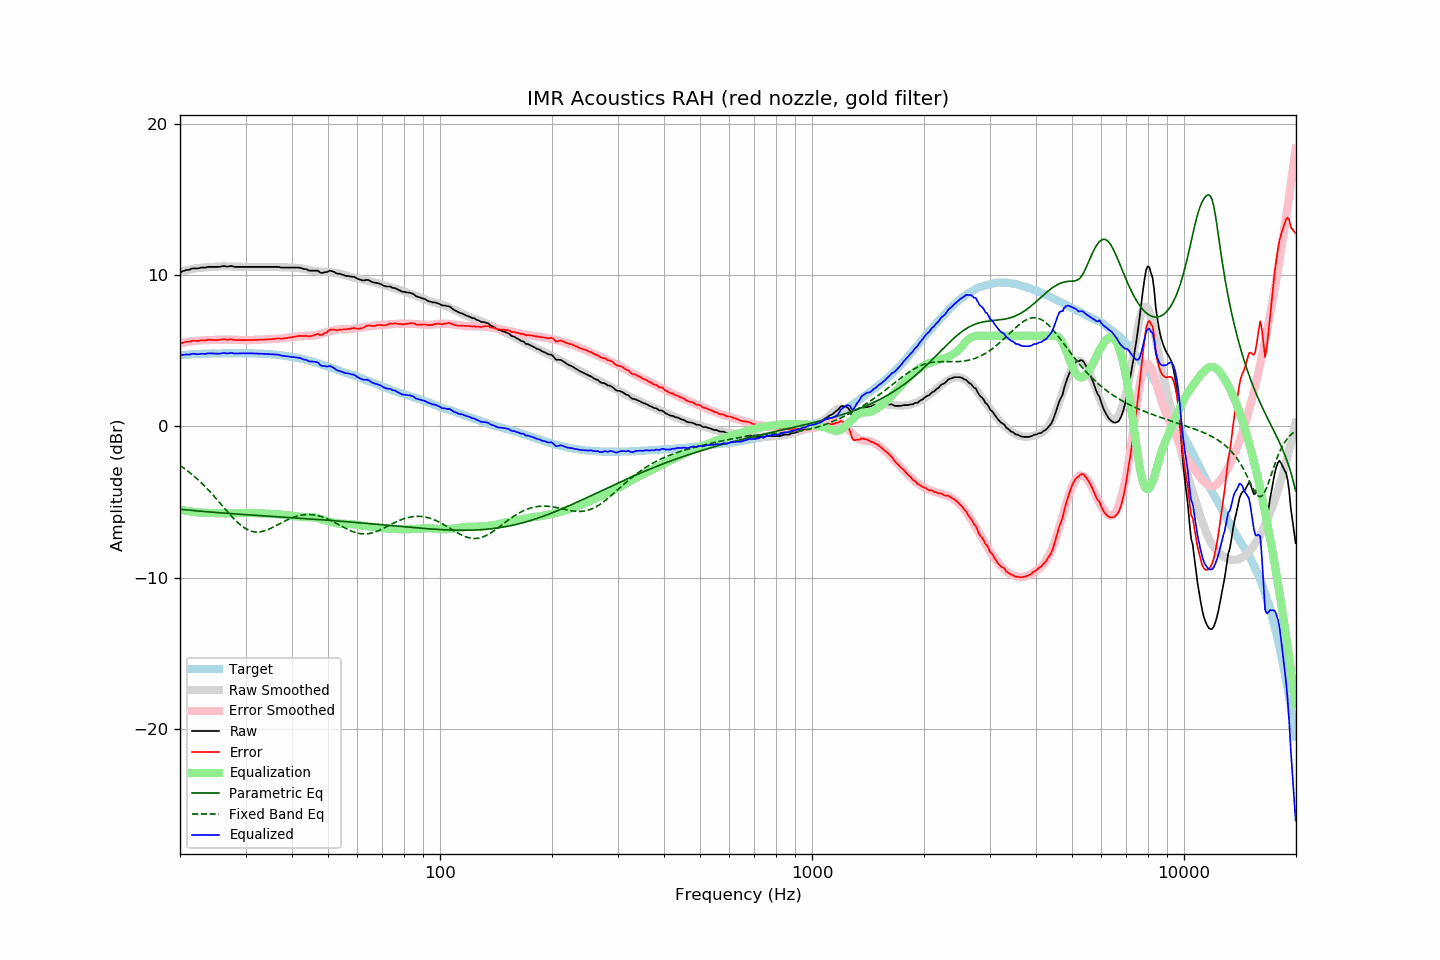 IMR Acoustics RAH (red nozzle, gold filter)
20
10
0
−10
−20
Amplitude (dBr)
Target
Raw Smoothed
Error Smoothed
Raw
Error
Equalization
Parametric Eq
Fixed Band Eq
Equalized
100
1000
10000
Frequency (Hz)